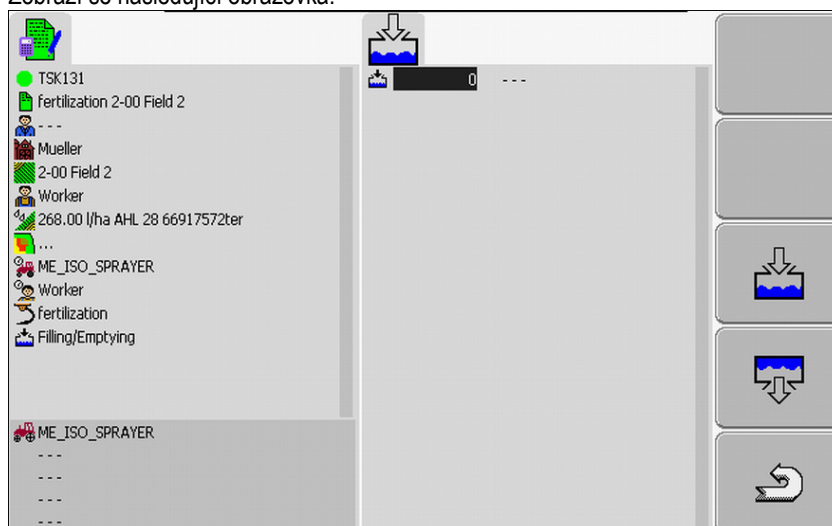 Zobrazí se následující obrazovka:
TSK131
fertilization 2-00 Field 2
---
Mueller
2-00 Field 2
Worker
268.00 l/ha AHL 28 66917572ter
...
ME_ISO_SPRAYER
Worker
fertilization
Filling/Emptying
ME_ISO_SPRAYER
---
---
---
---
0 ---